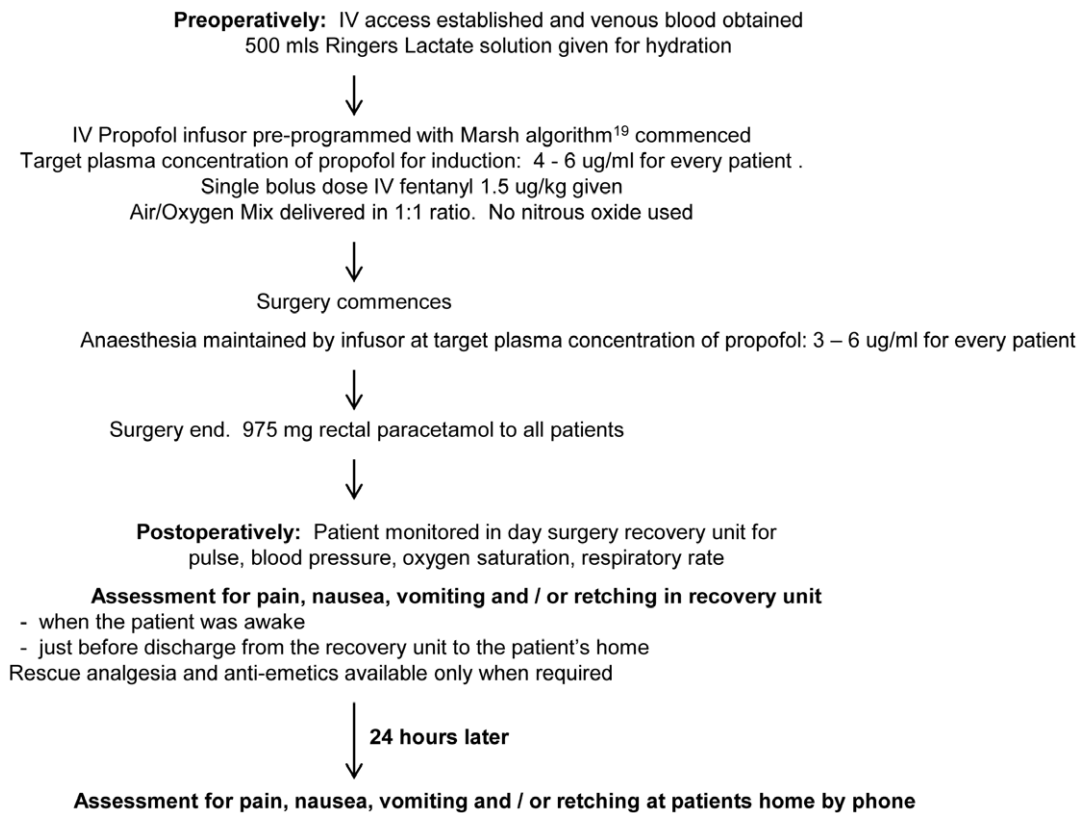 Preoperatively: IV access established and venous blood obtained
500 mls Ringers Lactate solution given for hydration
IV Propofol infusor pre-programmed with Marsh algorithm¹⁹ commenced
Target plasma concentration of propofol for induction: 4 - 6 ug/ml for every patient .
Single bolus dose IV fentanyl 1.5 ug/kg given
Air/Oxygen Mix delivered in 1:1 ratio. No nitrous oxide used
Surgery commences
Anaesthesia maintained by infusor at target plasma concentration of propofol: 3 – 6 ug/ml for every patient
Surgery end. 975 mg rectal paracetamol to all patients
Postoperatively: Patient monitored in day surgery recovery unit for
pulse, blood pressure, oxygen saturation, respiratory rate
Assessment for pain, nausea, vomiting and / or retching in recovery unit
- when the patient was awake
- just before discharge from the recovery unit to the patient’s home
Rescue analgesia and anti-emetics available only when required
24 hours later
Assessment for pain, nausea, vomiting and / or retching at patients home by phone